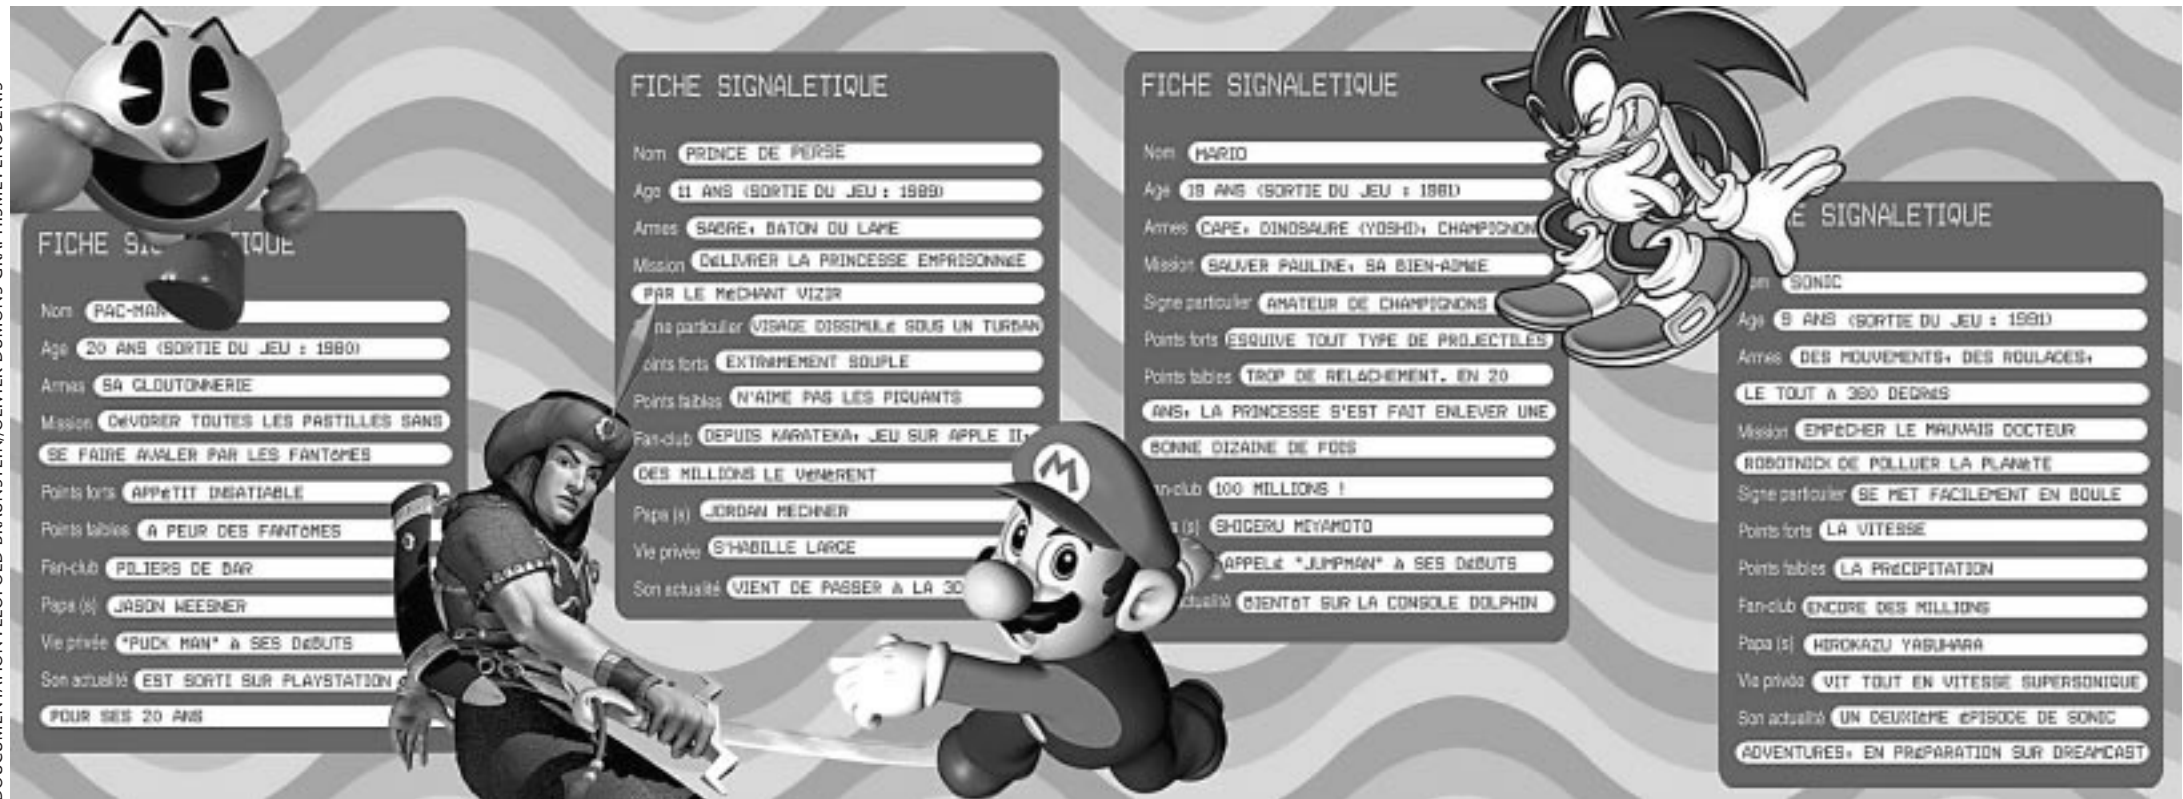 FICHE SIGNALETIQUE
Nom PAC-MAN
Age 20 ANS (SORTIE DU JEU : 1980)
Armes SA GLOUTONNERIE
Mission DéVORER TOUTES LES PASTILLES SANS
SE FAIRE AVALER PAR LES FANTôMES
Points forts APPéTIT INSATIABLE
Points faibles A PEUR DES FANTôMES
Fan-club PILIERS DE BAR
Papa (s) JASON WEESNER
Vie privée "PUCK MAN" à SES DéBUTS
Son actualité EST SORTI SUR PLAYSTATION
POUR SES 20 ANS
FICHE SIGNALETIQUE
Nom PRINCE DE PERSE
Age 11 ANS (SORTIE DU JEU : 1989)
Armes SABRE, BATON OU LAME
Mission DéLIVRER LA PRINCESSE EMPRISONNéE
PAR LE MéCHANT VIZIR
ne particulier VISAGE DISSIMULé SOUS UN TURBAN
oints forts EXTRêMEMENT SOUPLE
Points faibles N'AIME PAS LES PIQUANTS
Fan-club DEPUIS KARATEKA, JEU SUR APPLE II,
DES MILLIONS LE VéNèRENT
Papa (s) JORDAN MECHNER
Vie privée S'HABILLE LARGE
Son actualité VIENT DE PASSER à LA 3D
FICHE SIGNALETIQUE
Nom MARIO
Age 19 ANS (SORTIE DU JEU : 1981)
Armes CAPE, DINOSAURE (YOSHI), CHAMPIGNON
Mission SAUVER PAULINE, SA BIEN-AIMéE
Signe particulier AMATEUR DE CHAMPIGNONS
Points forts ESQUIVE TOUT TYPE DE PROJECTILES
Points faibles TROP DE RELâCHEMENT. EN 20
ANS, LA PRINCESSE S'EST FAIT ENLEVER UNE
BONNE DIZAINE DE FOIS
n-club 100 MILLIONS !
(s) SHIGERU MIYAMOTO
APPELé "JUMPMAN" à SES DéBUTS
ctualité BIENTôT SUR LA CONSOLE DOLPHIN
M
E SIGNALETIQUE
om SONIC
Age 9 ANS (SORTIE DU JEU : 1991)
Armes DES MOUVEMENTS, DES ROULADES,
LE TOUT à 360 DEGRéS
Mission EMPêCHER LE MAUVAIS DOCTEUR
ROBOTNICK DE POLLUER LA PLANèTE
Signe particulier SE MET FACILEMENT EN BOULE
Points forts LA VITESSE
Points faibles LA PRéCIPITATION
Fan-club ENCORE DES MILLIONS
Papa (s) HIROKAZU YASUHARA
Vie privée VIT TOUT EN VITESSE SUPERSONIQUE
Son actualité UN DEUXIèME éPISODE DE SONIC
ADVENTURES, EN PRéPARATION SUR DREAMCAST